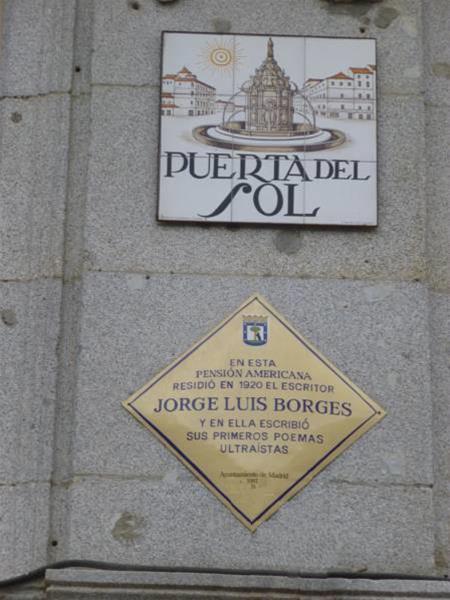 PUERTA DEL
SOL
EN ESTA
PENSIÓN AMERICANA
RESIDIÓ EN 1920 EL ESCRITOR
JORGE LUIS BORGES
Y EN ELLA ESCRIBIÓ
SUS PRIMEROS POEMAS
ULTRAÍSTAS
Ayuntamiento de Madrid